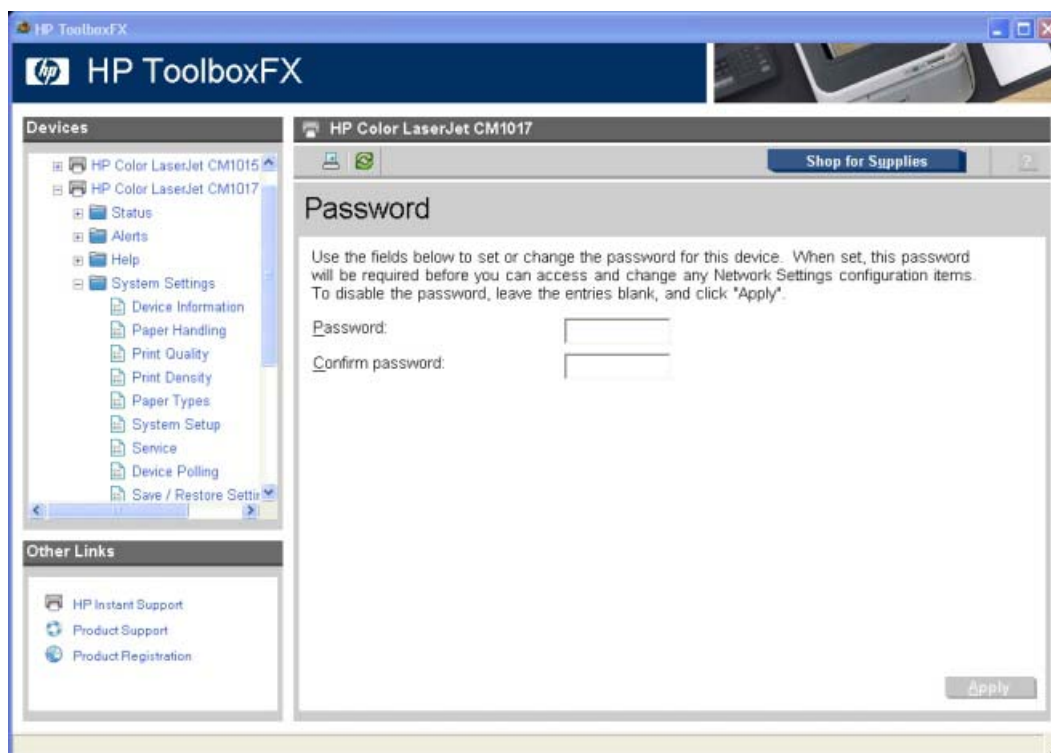 HP ToolboxFX
hp HP ToolboxFX
Devices
HP Color LaserJet CM1015
HP Color LaserJet CM1017
Status
Alerts
Help
System Settings
Device Information
Paper Handling
Print Quality
Print Density
Paper Types
System Setup
Service
Device Polling
Save / Restore Settin
Other Links
HP Instant Support
Product Support
Product Registration
HP Color LaserJet CM1017
Shop for Supplies
?
Password
Use the fields below to set or change the password for this device. When set, this password
will be required before you can access and change any Network Settings configuration items.
To disable the password, leave the entries blank, and click "Apply".
Password:
Confirm password:
Apply